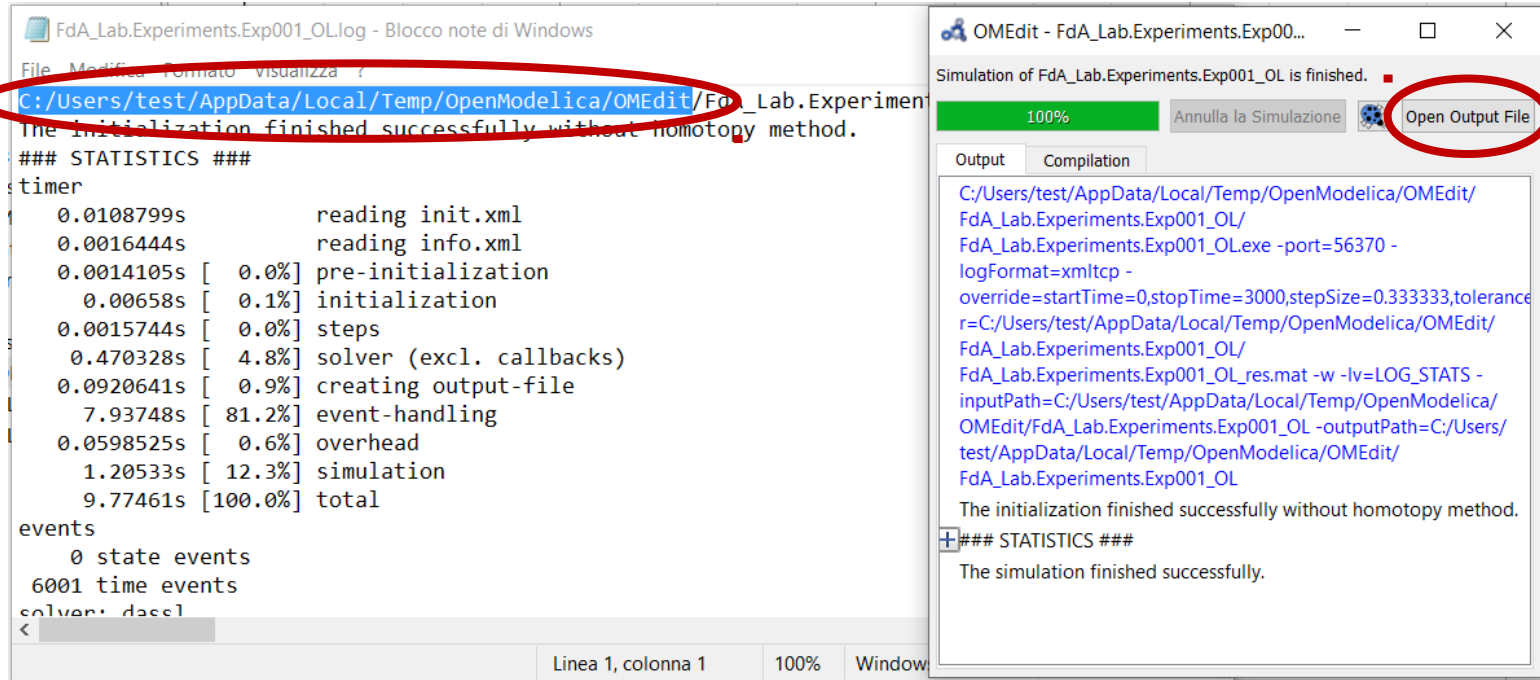 FdA_Lab.Experiments.Exp001_OL.log - Blocco note di Windows
File Modifica Formato Visualizza ?
C:/Users/test/AppData/Local/Temp/OpenModelica/OMEdit/FdA_Lab.Experiment
The initialization finished successfully without homotopy method.
### STATISTICS ###
timer
0.0108799s reading init.xml
0.0016444s reading info.xml
0.0014105s [ 0.0%] pre-initialization
0.00658s [ 0.1%] initialization
0.0015744s [ 0.0%] steps
0.470328s [ 4.8%] solver (excl. callbacks)
0.0920641s [ 0.9%] creating output-file
7.93748s [ 81.2%] event-handling
0.0598525s [ 0.6%] overhead
1.20533s [ 12.3%] simulation
9.77461s [100.0%] total
events
0 state events
6001 time events
solver: dassl
Linea 1, colonna 1 100% Window
OMEdit - FdA_Lab.Experiments.Exp00...
Simulation of FdA_Lab.Experiments.Exp001_OL is finished.
100% Annulla la Simulazione Open Output File
Output Compilation
C:/Users/test/AppData/Local/Temp/OpenModelica/OMEdit/
FdA_Lab.Experiments.Exp001_OL/
FdA_Lab.Experiments.Exp001_OL.exe -port=56370 -
logFormat=xmltcp -
override=startTime=0,stopTime=3000,stepSize=0.333333,tolerance
r=C:/Users/test/AppData/Local/Temp/OpenModelica/OMEdit/
FdA_Lab.Experiments.Exp001_OL/
FdA_Lab.Experiments.Exp001_OL_res.mat -w -lv=LOG_STATS -
inputPath=C:/Users/test/AppData/Local/Temp/OpenModelica/
OMEdit/FdA_Lab.Experiments.Exp001_OL -outputPath=C:/Users/
test/AppData/Local/Temp/OpenModelica/OMEdit/
FdA_Lab.Experiments.Exp001_OL
The initialization finished successfully without homotopy method.
### STATISTICS ###
The simulation finished successfully.